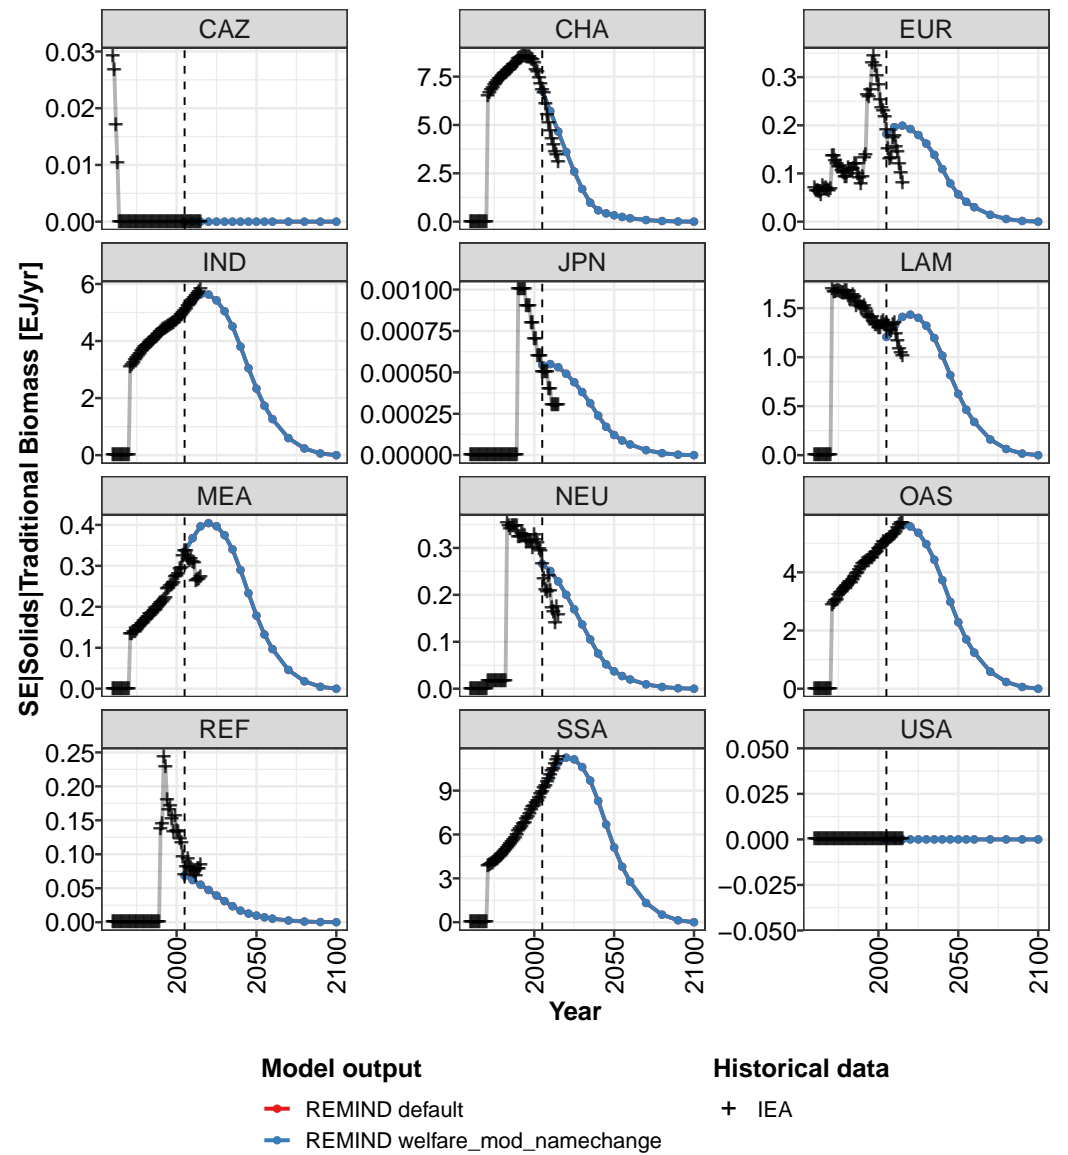 CAZ CHA EUR
0.03 0.02 0.01 0.00
7.5 5.0 2.5 0.0
0.3 0.2 0.1 0.0
IND JPN LAM
6 4 2 0
0.00100 0.00075 0.00050 0.00025 0.00000
1.5 1.0 0.5 0.0
SE|Solids|Traditional Biomass [EJ/yr]
MEA NEU OAS
0.4 0.3 0.2 0.1 0.0
0.3 0.2 0.1 0.0
4 2 0
REF SSA USA
0.25 0.20 0.15 0.10 0.05 0.00
9 6 3 0
0.050 0.025 0.000 −0.025 −0.050
2000 2050 2100 2000 2050 2100 2000 2050 2100
Year
Model output Historical data
REMIND default IEA
REMIND welfare_mod_namechange